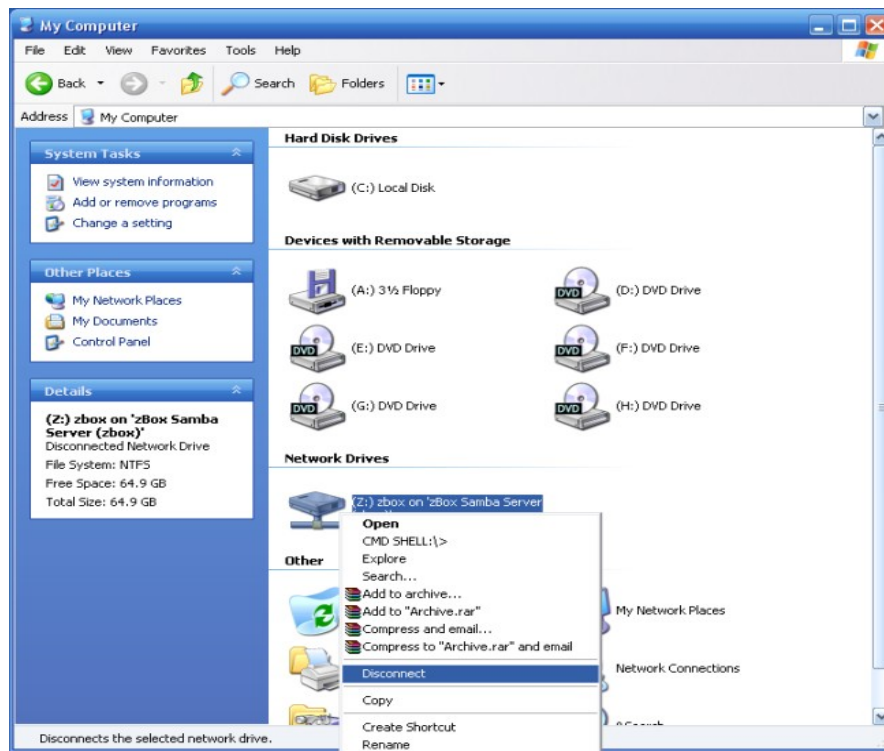 My Computer
File Edit View Favorites Tools Help
Back Search Folders
Address My Computer
System Tasks
View system information
Add or remove programs
Change a setting
Other Places
My Network Places
My Documents
Control Panel
Details
(Z:) zbox on 'zBox Samba
Server (zbox)'
Disconnected Network Drive
File System: NTFS
Free Space: 64.9 GB
Total Size: 64.9 GB
Hard Disk Drives
(C:) Local Disk
Devices with Removable Storage
(A:) 3½ Floppy
(D:) DVD Drive
(E:) DVD Drive
(F:) DVD Drive
(G:) DVD Drive
(H:) DVD Drive
Network Drives
(Z:) zbox on 'zBox Samba Server
Open
CMD SHELL:\>
Explore
Search...
Add to archive...
Add to "Archive.rar"
Compress and email...
Compress to "Archive.rar" and email
Disconnect
Copy
Create Shortcut
Rename
Other
My Network Places
Network Connections
Disconnects the selected network drive.